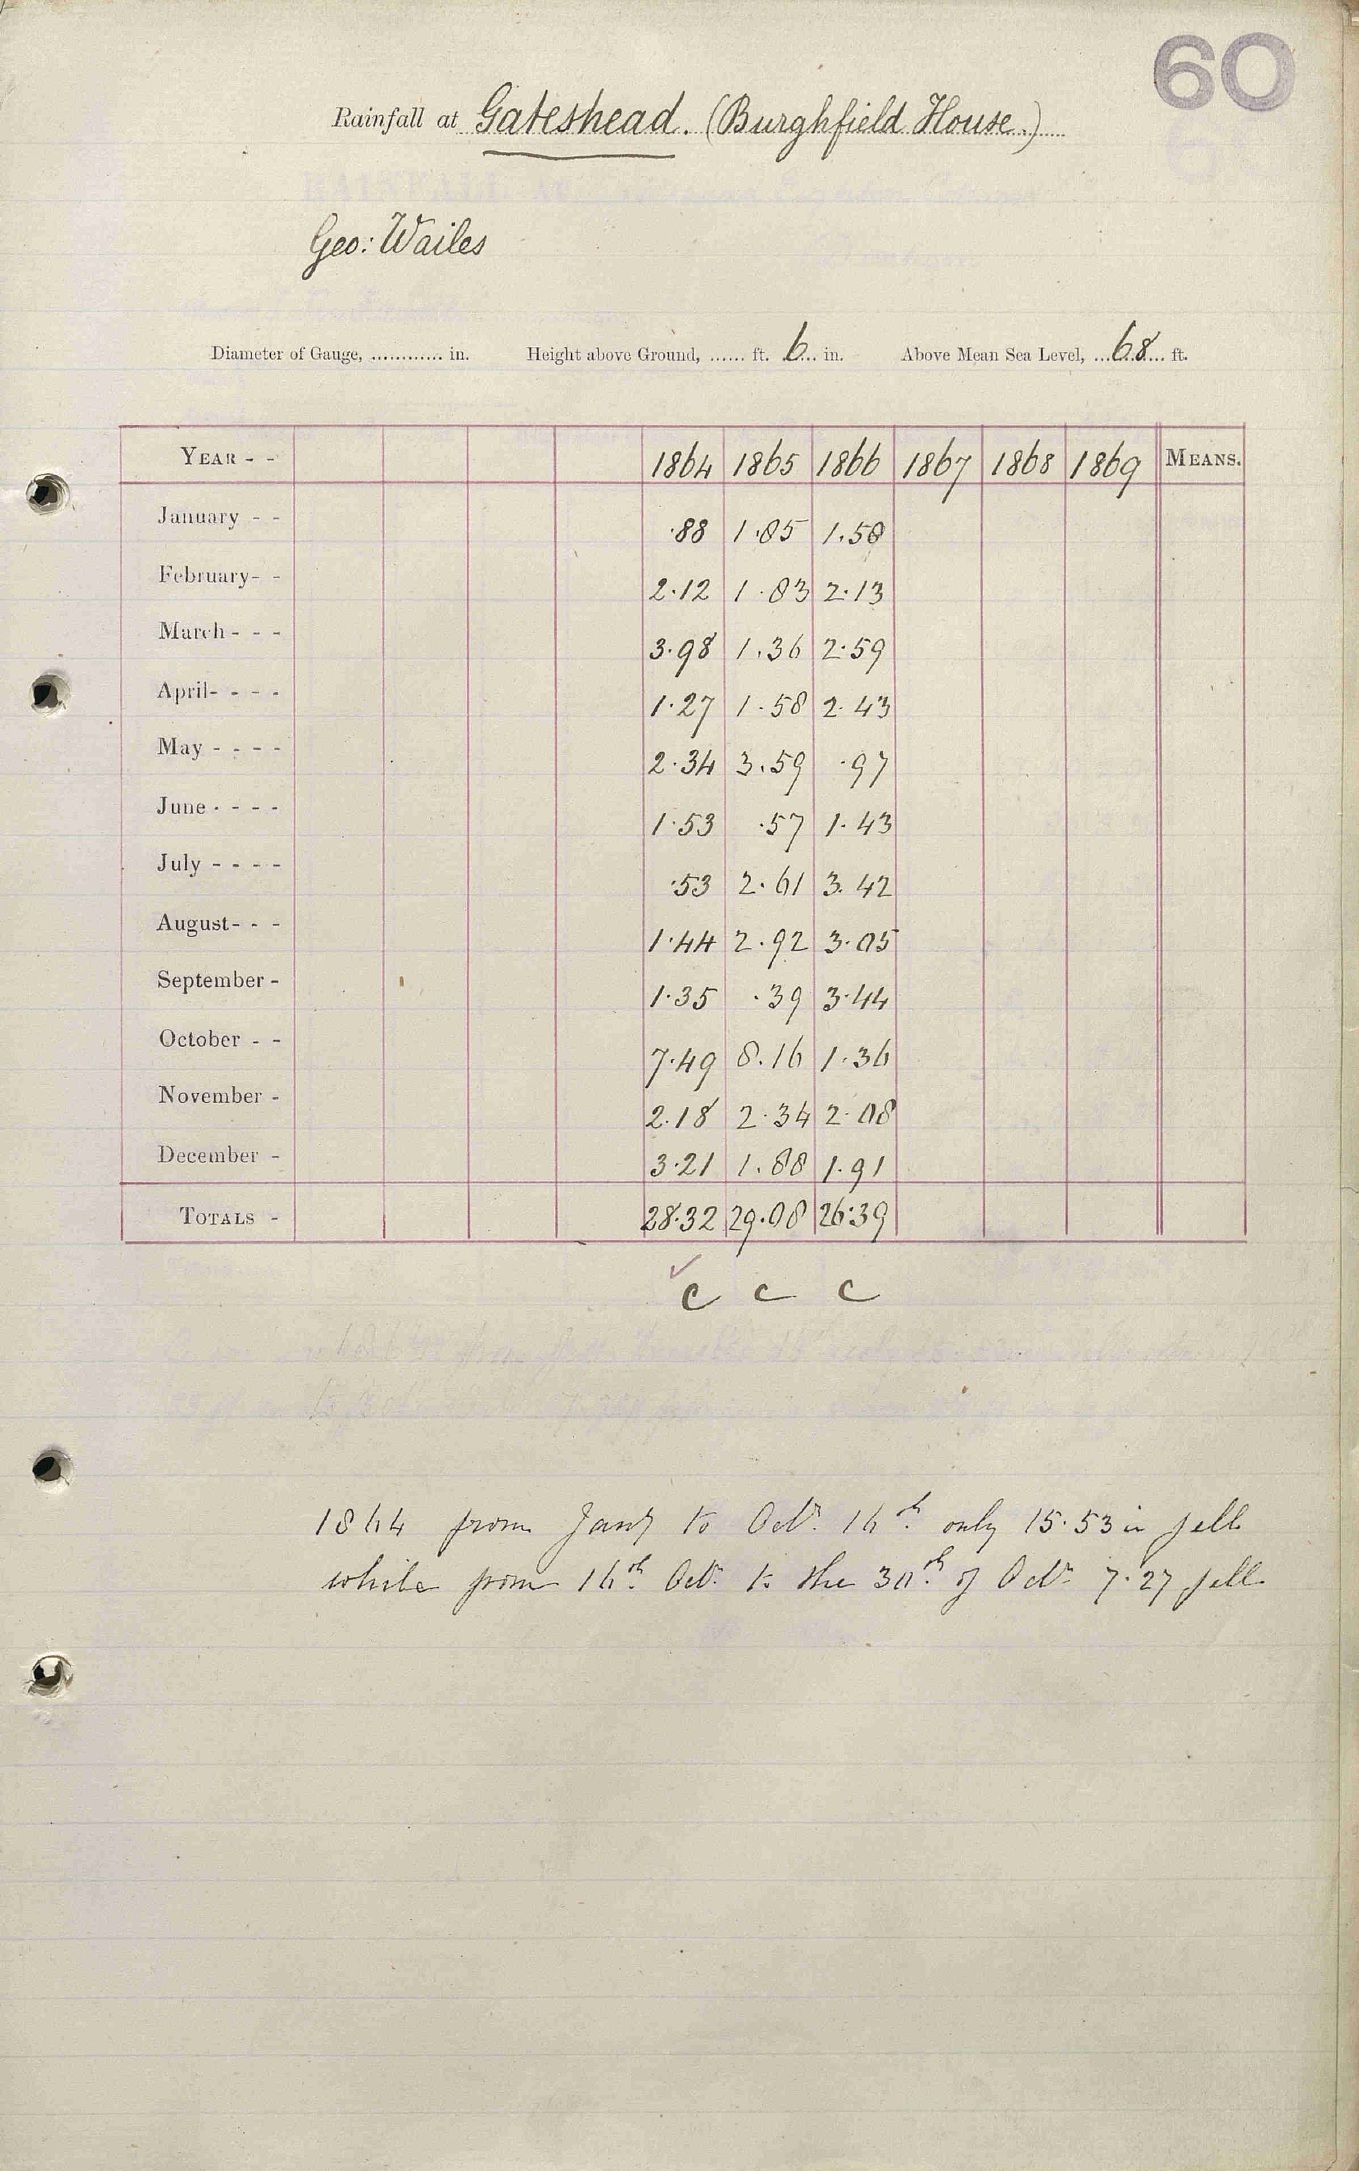 60
Rainfall at Gateshead. (Burghfield House.)
Geo: Wailes
Diameter of Gauge, ............ in. Height above Ground, ...... ft. 6 in. Above Mean Sea Level, 68 ft.
YEAR - - 1864 1865 1866 1867 1868 1869 MEANS.
January - - .88 1.85 1.58
February - - 2.12 1.83 2.13
March - - - 3.98 1.36 2.59
April - - - - 1.27 1.58 2.43
May - - - - 2.34 3.59 .97
June - - - - 1.53 .57 1.43
July - - - - .53 2.61 3.42
August - - - 1.44 2.92 3.05
September - 1.35 .39 3.44
October - - 7.49 8.16 1.36
November - 2.18 2.34 2.08
December - 3.21 1.88 1.91
TOTALS - 28.32 29.08 26.39
c c c
1864 from Jany to Octr. 16th only 15.53 in fell
while from 16th Octr. to the 30th of Octr. 7.27 fell